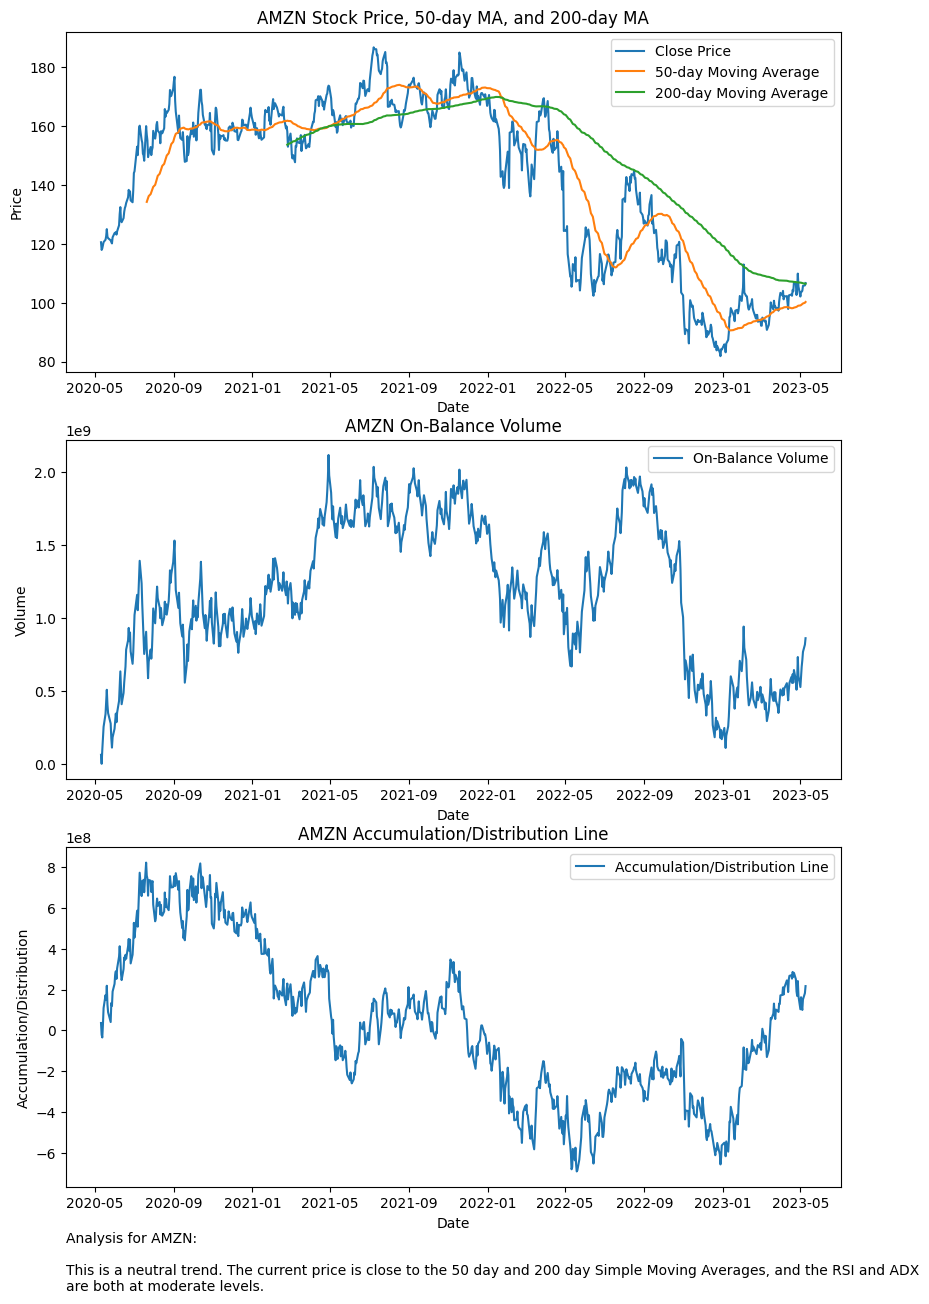 AMZN Stock Price, 50-day MA, and 200-day MA
Close Price
50-day Moving Average
200-day Moving Average
180
160
140
120
100
80
Price
2020-05 2020-09 2021-01 2021-05 2021-09 2022-01 2022-05 2022-09 2023-01 2023-05
Date
1e9
AMZN On-Balance Volume
On-Balance Volume
2.0
1.5
1.0
0.5
0.0
Volume
2020-05 2020-09 2021-01 2021-05 2021-09 2022-01 2022-05 2022-09 2023-01 2023-05
Date
1e8
AMZN Accumulation/Distribution Line
Accumulation/Distribution Line
8
6
4
2
0
−2
−4
−6
Accumulation/Distribution
2020-05 2020-09 2021-01 2021-05 2021-09 2022-01 2022-05 2022-09 2023-01 2023-05
Date
Analysis for AMZN:
This is a neutral trend. The current price is close to the 50 day and 200 day Simple Moving Averages, and the RSI and ADX
are both at moderate levels.